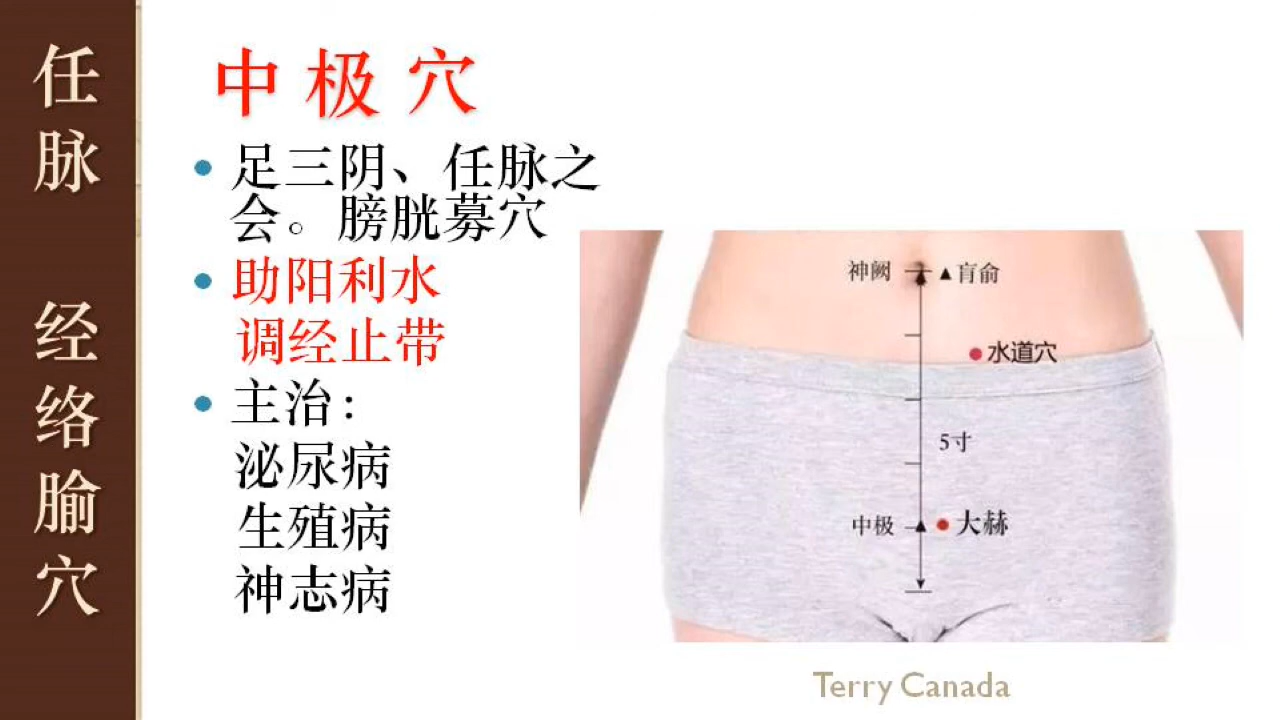 任脉 经络腧穴
中极穴
足三阴、任脉之
会。膀胱募穴
助阳利水
调经止带
主治:
泌尿病
生殖病
神志病
神阙
▲肓俞
水道穴
5寸
中极
大赫
Terry Canada